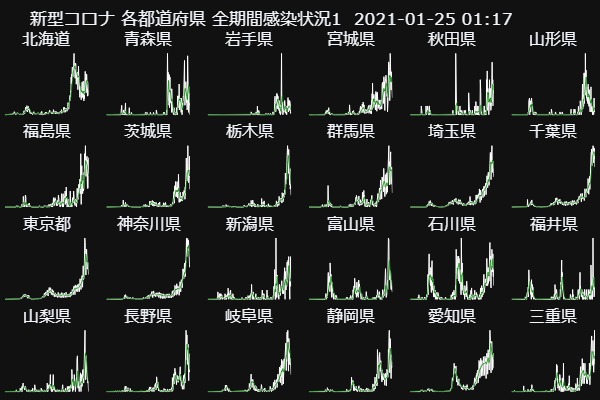 新型コロナ 各都道府県 全期間感染状況1 2021-01-25 01:17
北海道 青森県 岩手県 宮城県 秋田県 山形県
福島県 茨城県 栃木県 群馬県 埼玉県 千葉県
東京都 神奈川県 新潟県 富山県 石川県 福井県
山梨県 長野県 岐阜県 静岡県 愛知県 三重県